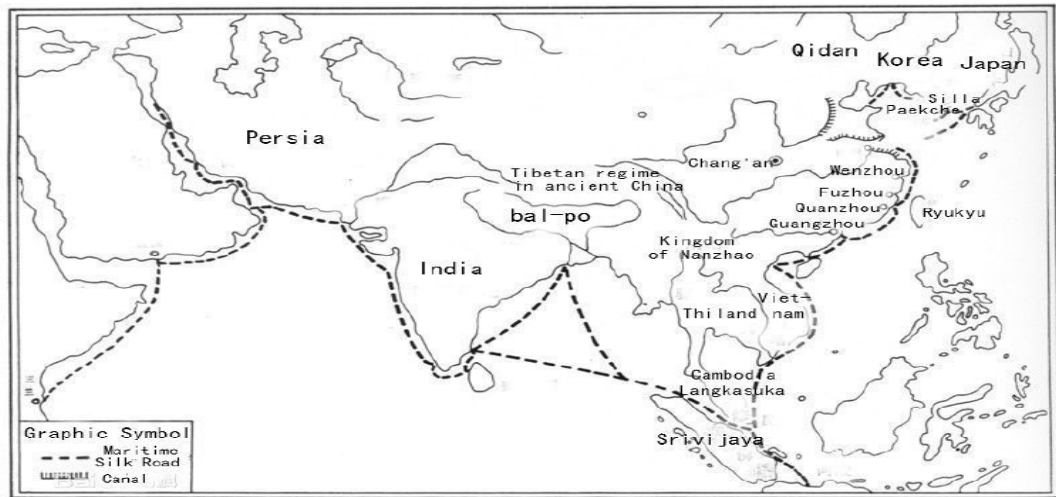 Qidan
Korea
Japan
Silla
Paekche
Persia
Chang'an
Tibetan regime
in ancient China
Wenzhou
bal-po
Fuzhou
Quanzhou
Ryukyu
Guangzhou
Kingdom
of Nanzhao
India
Viet-
nam
Thiland
Cambodia
Langkasuka
Srivijaya
Graphic Symbol
Maritime
Silk Road
Canal